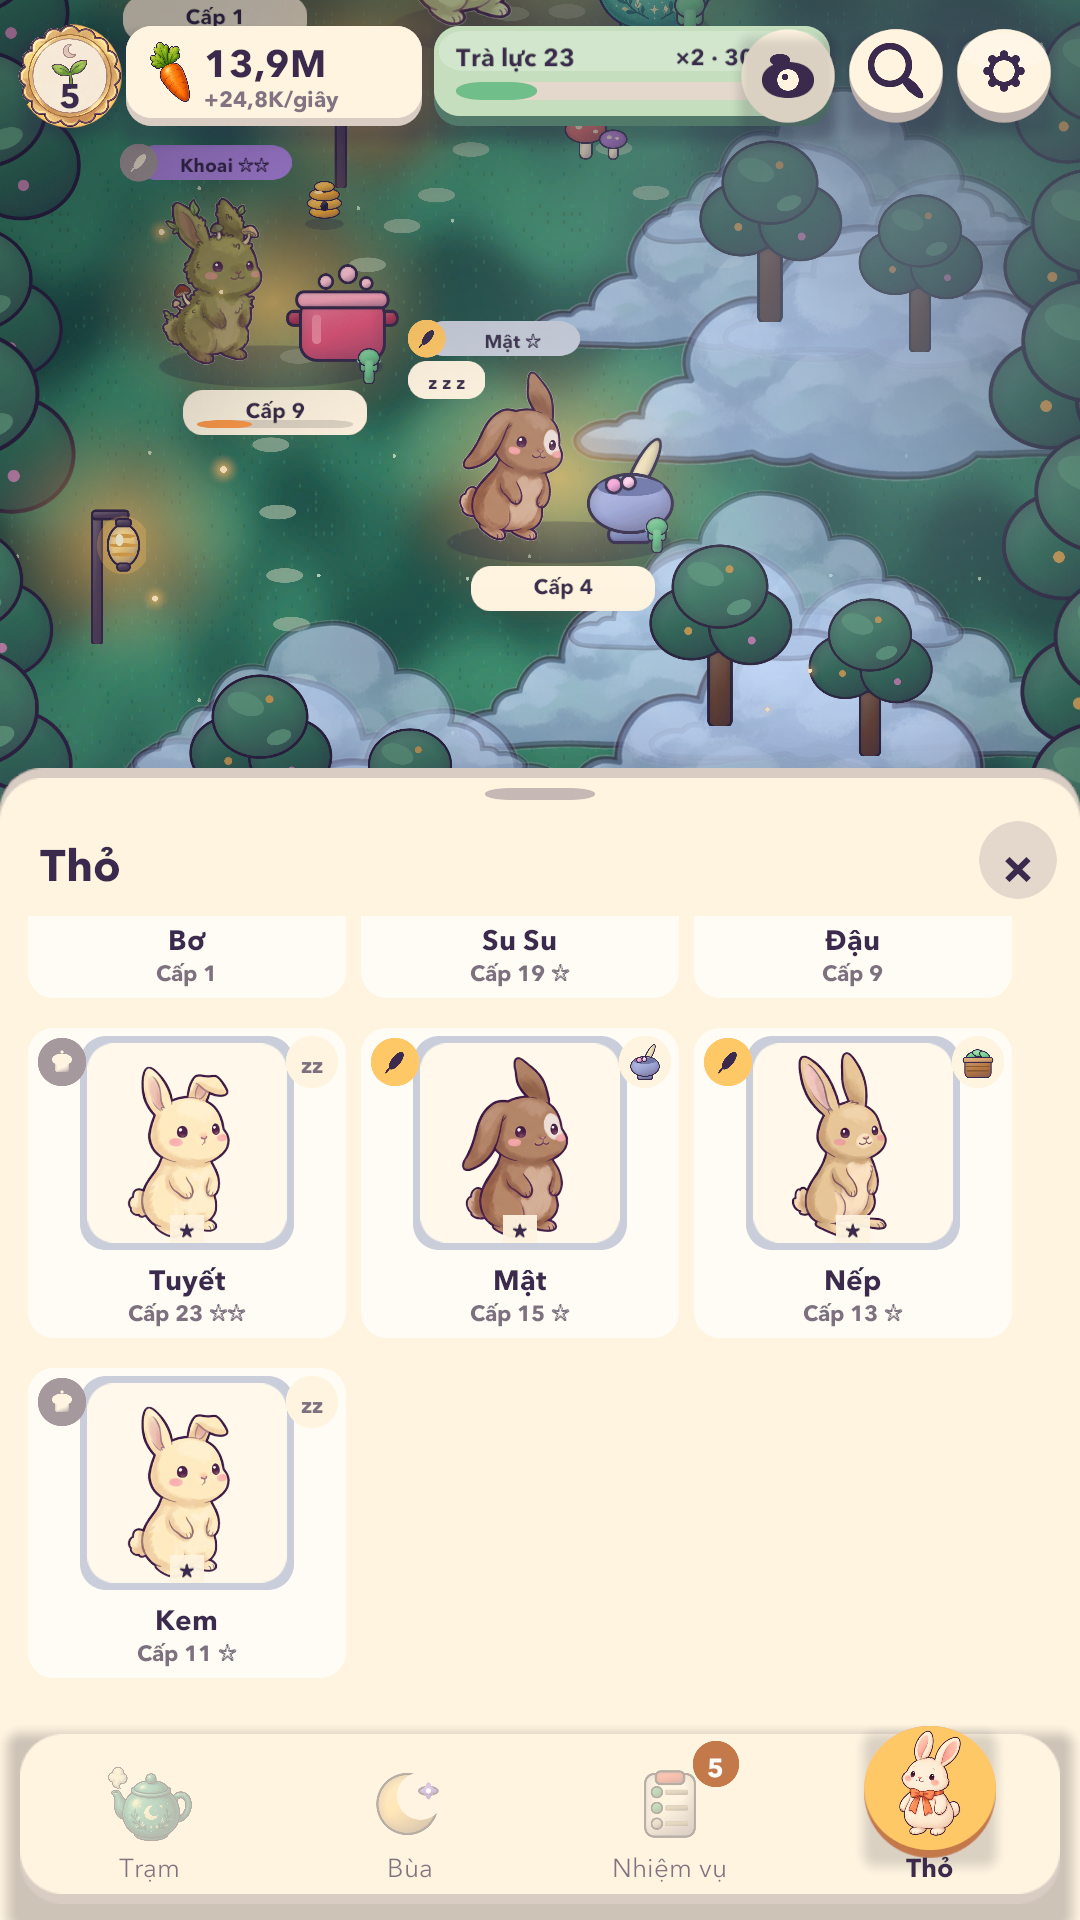 Cấp 1
5
13,9M
+24,8K/giây
Trà lực 23
×2 · 30
Khoai ☆☆
Cấp 9
Mật ☆
z z z
Cấp 4
Thỏ
×
Bơ
Cấp 1
Su Su
Cấp 19 ☆
Đậu
Cấp 9
zz
★
Tuyết
Cấp 23 ☆☆
★
Mật
Cấp 15 ☆
★
Nếp
Cấp 13 ☆
zz
★
Kem
Cấp 11 ☆
Trạm
Bùa
5
Nhiệm vụ
Thỏ